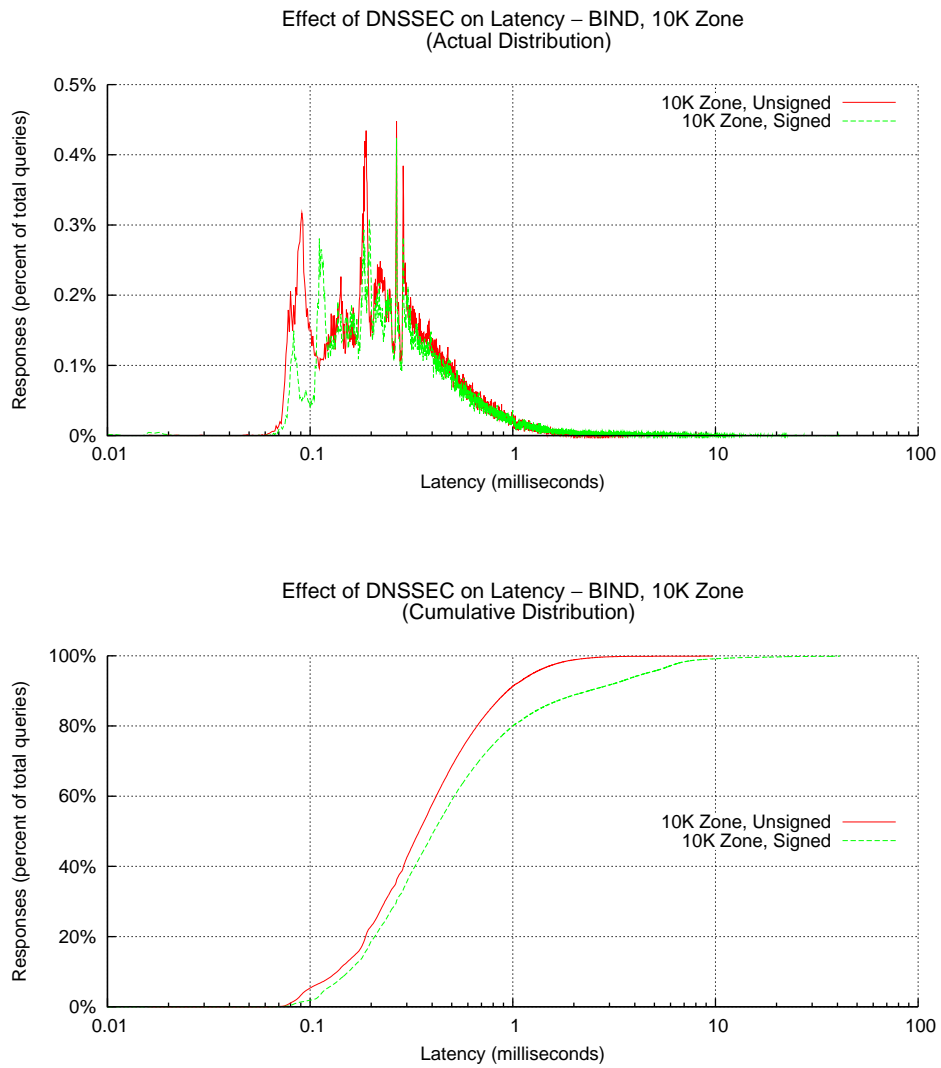 Effect of DNSSEC on Latency – BIND, 10K Zone
(Actual Distribution)
Responses (percent of total queries)
0.5%
0.4%
0.3%
0.2%
0.1%
0%
10K Zone, Unsigned
10K Zone, Signed
0.01
0.1
1
10
100
Latency (milliseconds)
Effect of DNSSEC on Latency – BIND, 10K Zone
(Cumulative Distribution)
Responses (percent of total queries)
100%
80%
60%
40%
20%
0%
10K Zone, Unsigned
10K Zone, Signed
0.01
0.1
1
10
100
Latency (milliseconds)